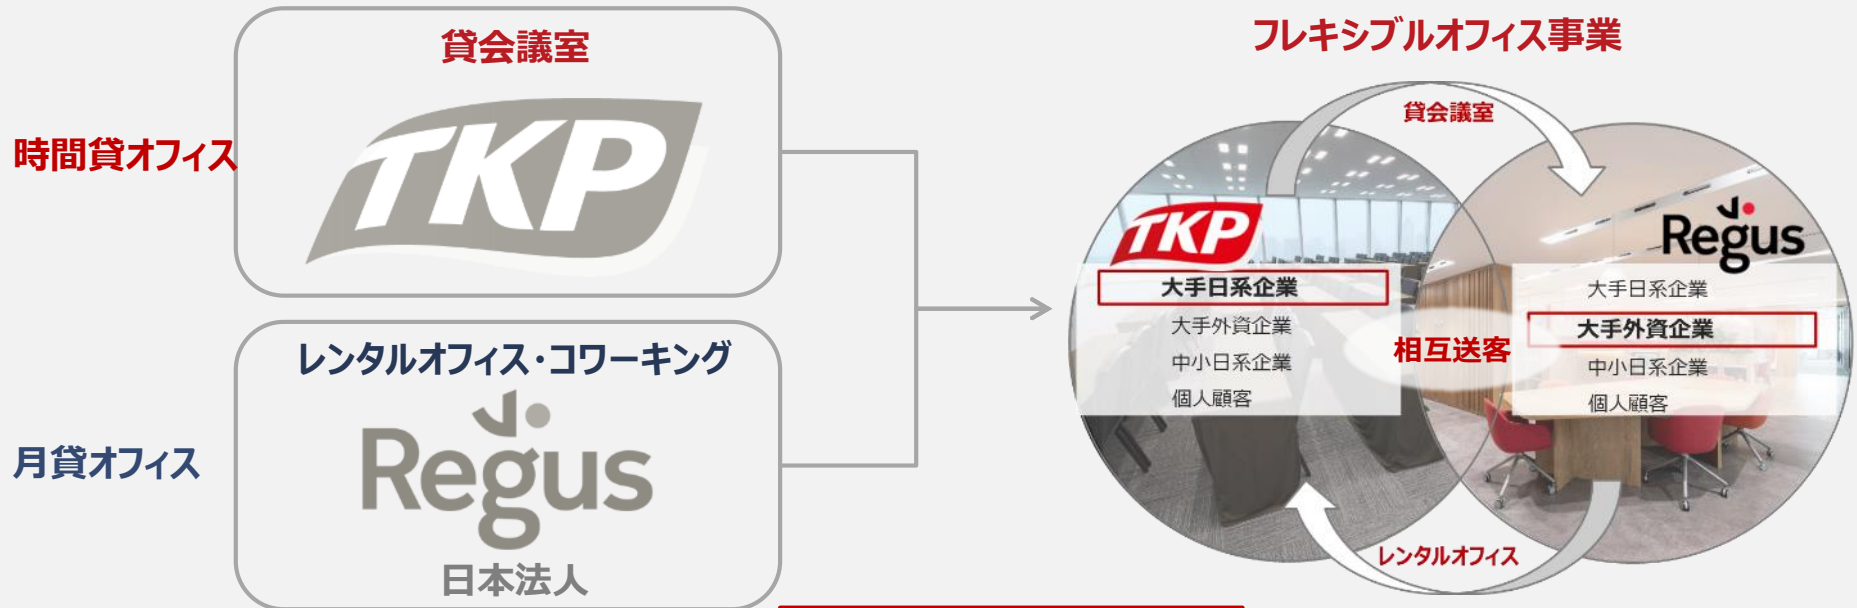 貸会議室
TKP
時間貸オフィス
レンタルオフィス・コワーキング
Regus
日本法人
月貸オフィス
フレキシブルオフィス事業
貸会議室
TKP
大手日系企業
大手外資企業
中小日系企業
個人顧客
相互送客
Regus
大手日系企業
大手外資企業
中小日系企業
個人顧客
レンタルオフィス